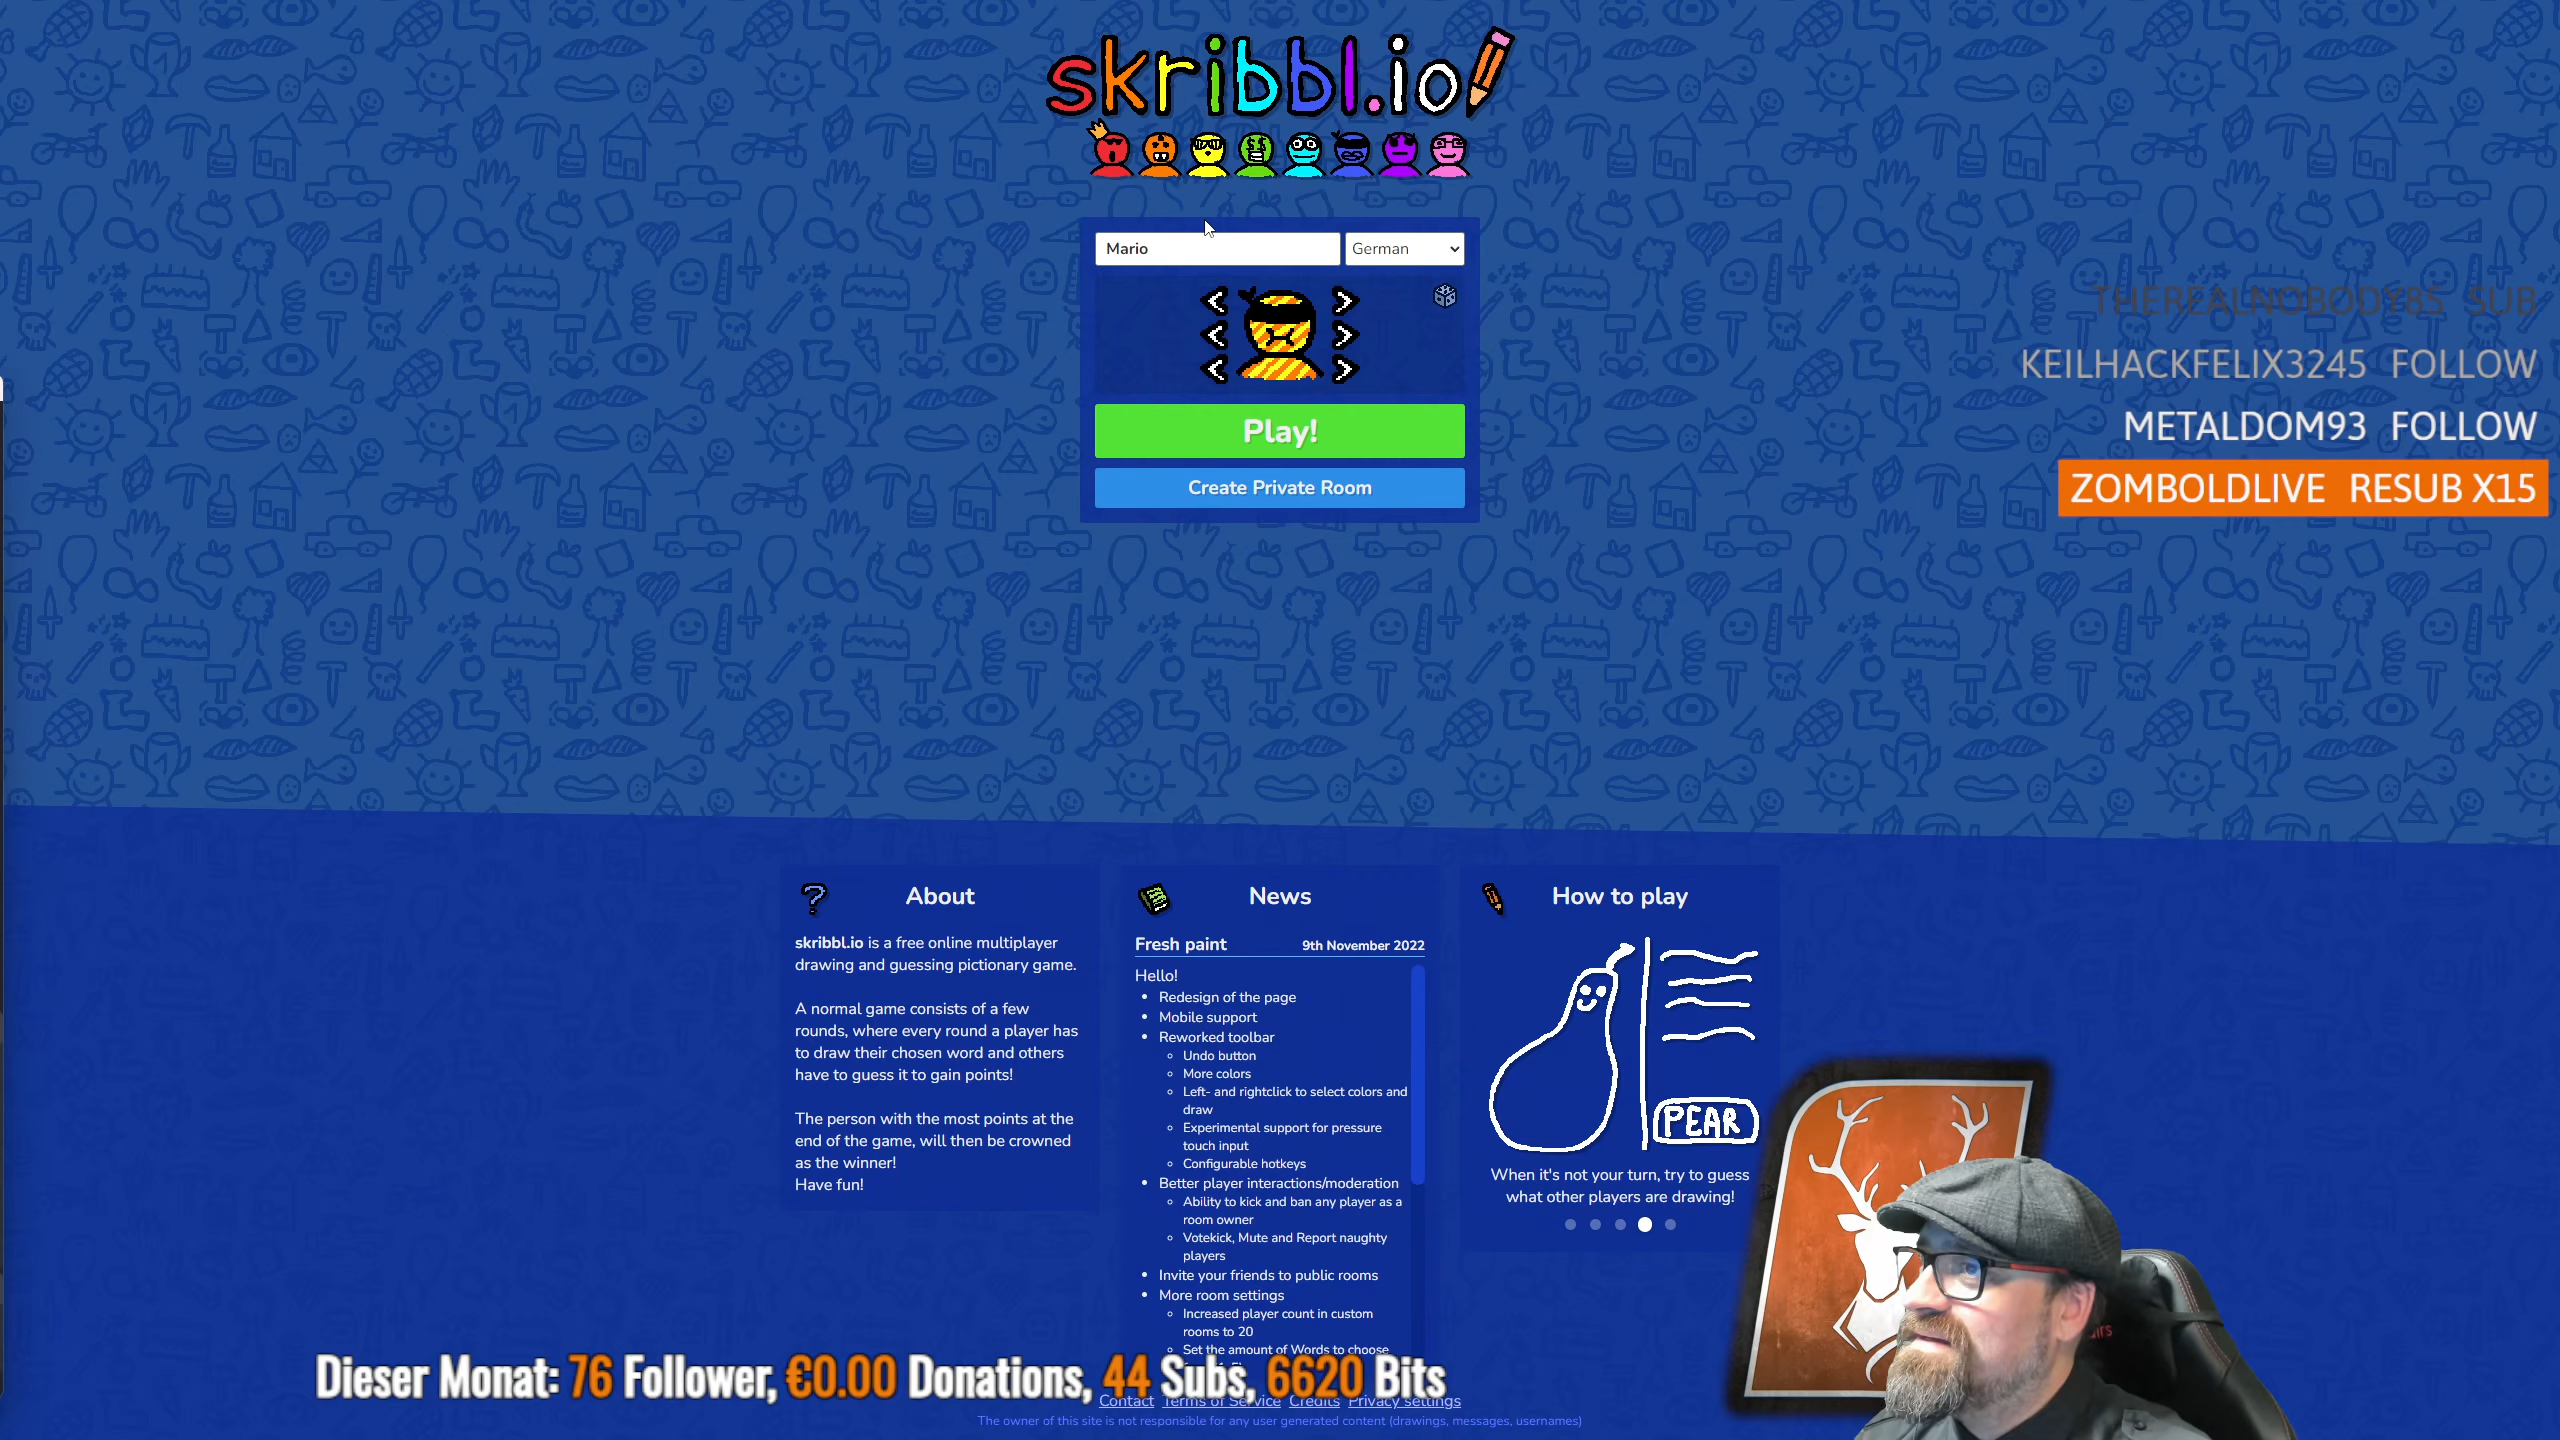 skribbl.io
Mario
German
Play!
Create Private Room
THEREALNOBODY85 SUB
KEILHACKFELIX3245 FOLLOW
METALDOM93 FOLLOW
ZOMBOLDLIVE RESUB X15
About
skribbl.io is a free online multiplayer
drawing and guessing pictionary game.
A normal game consists of a few
rounds, where every round a player has
to draw their chosen word and others
have to guess it to gain points!
The person with the most points at the
end of the game, will then be crowned
as the winner!
Have fun!
News
Fresh paint 9th November 2022
Hello!
Redesign of the page
Mobile support
Reworked toolbar
Undo button
More colors
Left- and rightclick to select colors and
draw
Experimental support for pressure
touch input
Configurable hotkeys
Better player interactions/moderation
Ability to kick and ban any player as a
room owner
Votekick, Mute and Report naughty
players
Invite your friends to public rooms
More room settings
Increased player count in custom
rooms to 20
Set the amount of Words to choose
How to play
PEAR
When it's not your turn, try to guess
what other players are drawing!
Dieser Monat: 76 Follower, €0.00 Donations, 44 Subs, 6620 Bits
Contact Terms of Service Credits Privacy settings
The owner of this site is not responsible for any user generated content (drawings, messages, usernames)